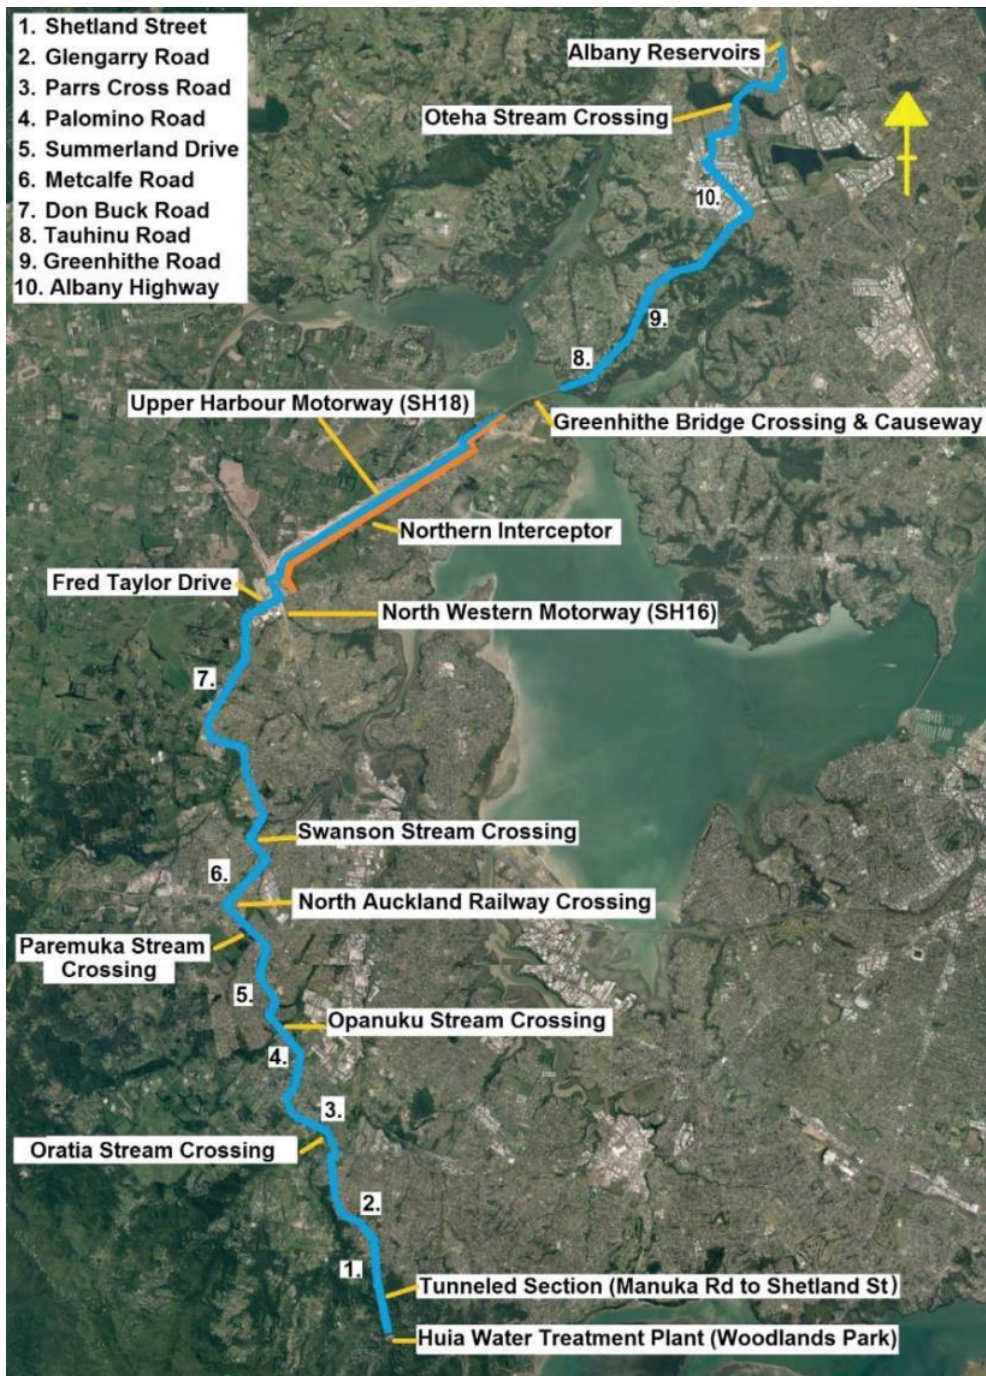 1. Shetland Street
2. Glengarry Road
3. Parrs Cross Road
4. Palomino Road
5. Summerland Drive
6. Metcalfe Road
7. Don Buck Road
8. Tauhinu Road
9. Greenhithe Road
10. Albany Highway
Albany Reservoirs
Oteha Stream Crossing
10.
9.
8.
Upper Harbour Motorway (SH18)
Greenhithe Bridge Crossing & Causeway
Northern Interceptor
Fred Taylor Drive
North Western Motorway (SH16)
7.
Swanson Stream Crossing
6.
North Auckland Railway Crossing
Paremuka Stream
Crossing
5.
Opanuku Stream Crossing
4.
3.
Oratia Stream Crossing
2.
1.
Tunneled Section (Manuka Rd to Shetland St)
Huia Water Treatment Plant (Woodlands Park)